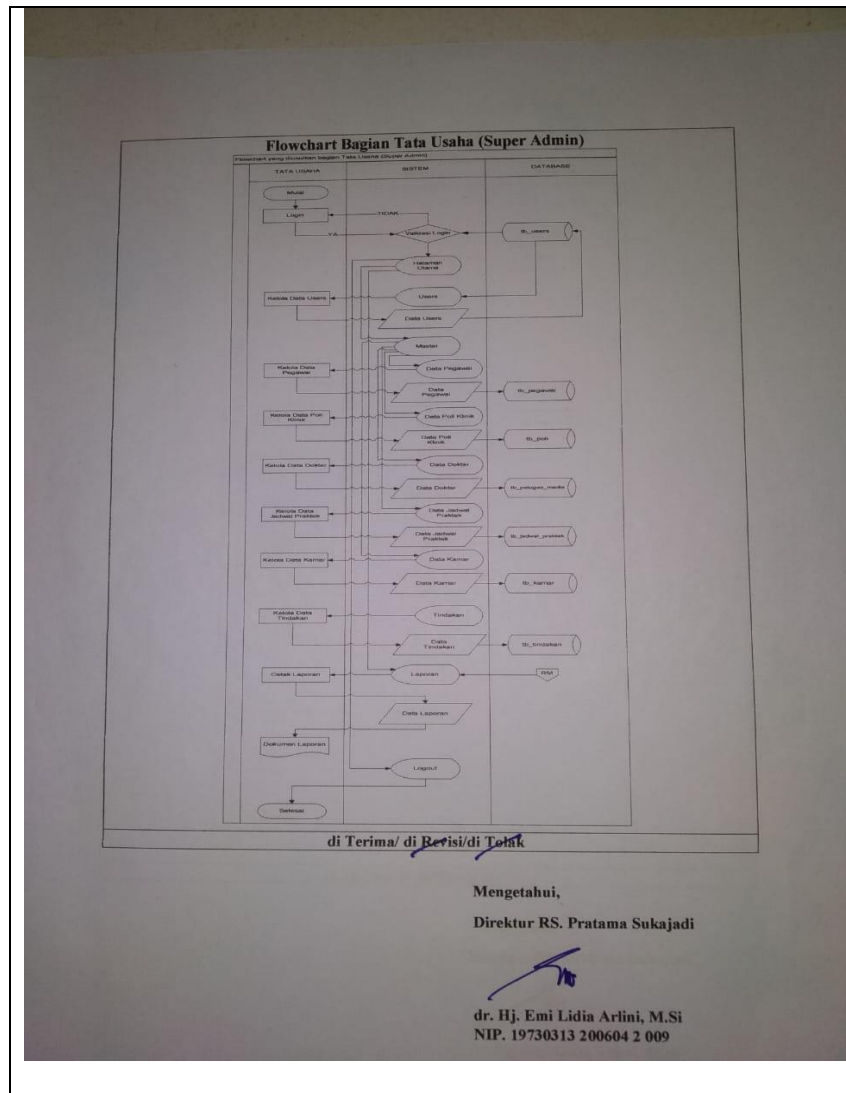 Flowchart Bagian Tata Usaha (Super Admin)
Flowchart yang diusulkan bagian Tata Usaha (Super Admin)
TATA USAHA
SISTEM
DATABASE
Mulai
Login
TIDAK
YA
Validasi Login
tb_users
Halaman
Utama
Kelola Data Users
Users
Data Users
Master
Kelola Data
Pegawai
Data Pegawai
Data
Pegawai
tb_pegawai
Kelola Data Poli
Klinik
Data Poli Klinik
Data Poli
Klinik
tb_poli
Kelola Data Dokter
Data Dokter
Data Dokter
tb_petugas_medis
Kelola Data
Jadwal Praktek
Data Jadwal
Praktek
Data Jadwal
Praktek
tb_jadwal_praktek
Kelola Data Kamar
Data Kamar
Data Kamar
tb_kamar
Kelola Data
Tindakan
Tindakan
Data
Tindakan
tb_tindakan
Cetak Laporan
Laporan
RM
Data Laporan
Dokumen Laporan
Logout
Selesai
di Terima/ di Revisi/di Tolak
Mengetahui,
Direktur RS. Pratama Sukajadi
dr. Hj. Emi Lidia Arlini, M.Si
NIP. 19730313 200604 2 009